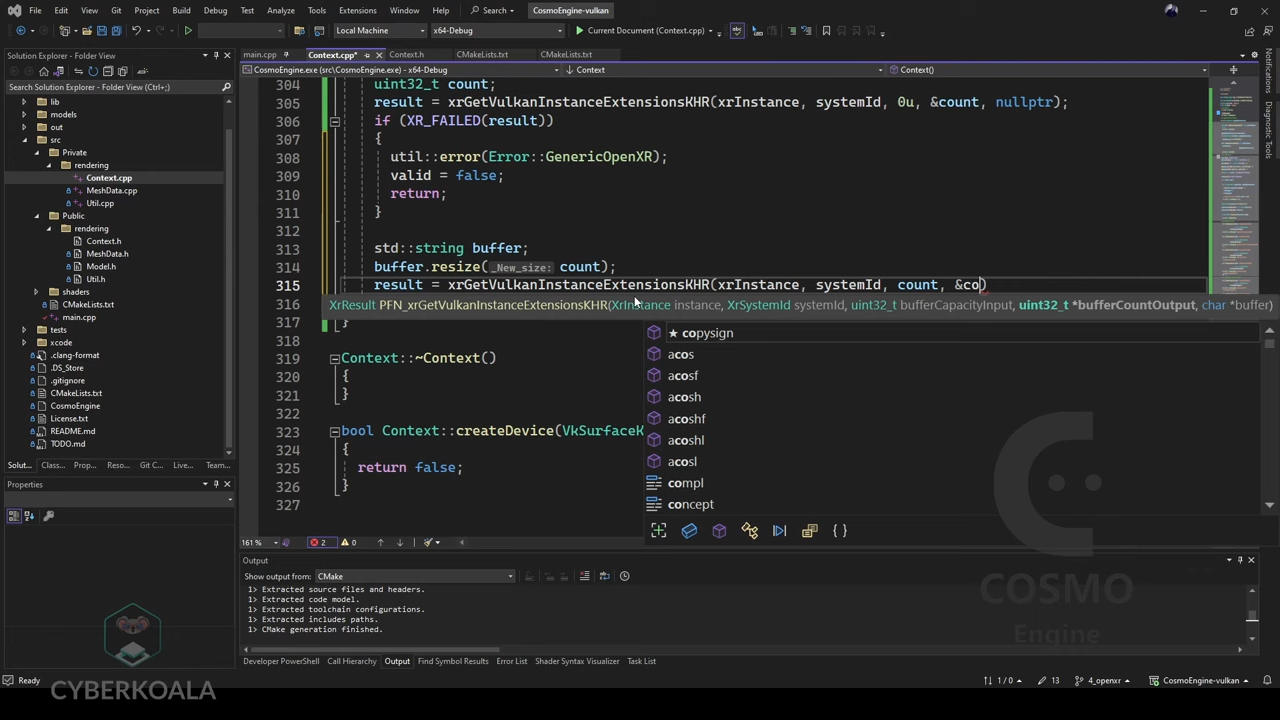 File Edit View Git Project Build Debug Test Analyze Tools Extensions Window Help Search CosmoEngine-vulkan
Local Machine x64-Debug Current Document (Context.cpp)
Solution Explorer - Folder View
Search Solution Explorer - Folder View
lib
models
out
src
Private
rendering
Context.cpp
MeshData.cpp
Util.cpp
Public
rendering
Context.h
MeshData.h
Model.h
Util.h
shaders
CMakeLists.txt
main.cpp
tests
xcode
.clang-format
.DS_Store
.gitignore
CMakeLists.txt
CosmoEngine
License.txt
README.md
TODO.md
Solut... Class... Prop... Reso... Git C... Live... Team...
Properties
main.cpp Context.cpp* Context.h CMakeLists.txt CMakeLists.txt
CosmoEngine.exe (src\CosmoEngine.exe) - x64-Debug Context Context()
304 uint32_t count;
305 result = xrGetVulkanInstanceExtensionsKHR(xrInstance, systemId, 0u, &count, nullptr);
306 if (XR_FAILED(result))
307 {
308 util::error(Error::GenericOpenXR);
309 valid = false;
310 return;
311 }
312
313 std::string buffer;
314 buffer.resize(_New_size: count);
315 result = xrGetVulkanInstanceExtensionsKHR(xrInstance, systemId, count, &co)
316
XrResult PFN_xrGetVulkanInstanceExtensionsKHR(XrInstance instance, XrSystemId systemId, uint32_t bufferCapacityInput, uint32_t *bufferCountOutput, char *buffer)
317 }
318
319 Context::~Context()
320 {
321 }
322
323 bool Context::createDevice(VkSurfaceK
324 {
325 return false;
326 }
327
★ copysign
acos
acosf
acosh
acoshf
acoshl
acosl
compl
concept
{ }
161 % 2 0
Output
Show output from: CMake
1> Extracted source files and headers.
1> Extracted code model.
1> Extracted toolchain configurations.
1> Extracted includes paths.
1> CMake generation finished.
Developer PowerShell Call Hierarchy Output Find Symbol Results Error List Shader Syntax Visualizer Task List
Ready 1 / 0 13 4_openxr CosmoEngine-vulkan
Notifications
Diagnostic Tools
COSMO
Engine
CYBERKOALA